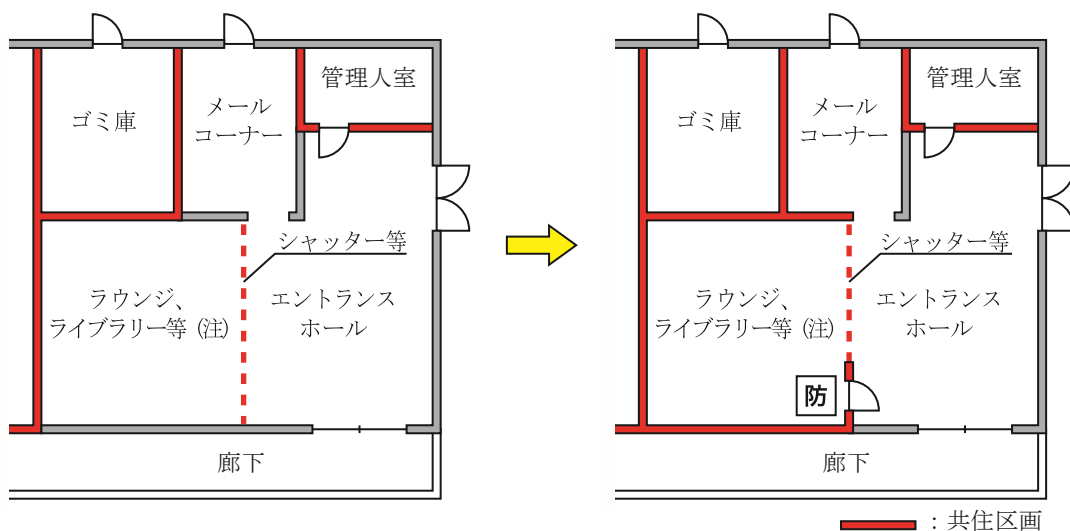 管理人室
メール
コーナー
ゴミ庫
シャッター等
ラウンジ、
ライブラリー等（注）
エントランス
ホール
廊下
管理人室
メール
コーナー
ゴミ庫
シャッター等
ラウンジ、
ライブラリー等（注）
エントランス
ホール
防
廊下
：共住区画